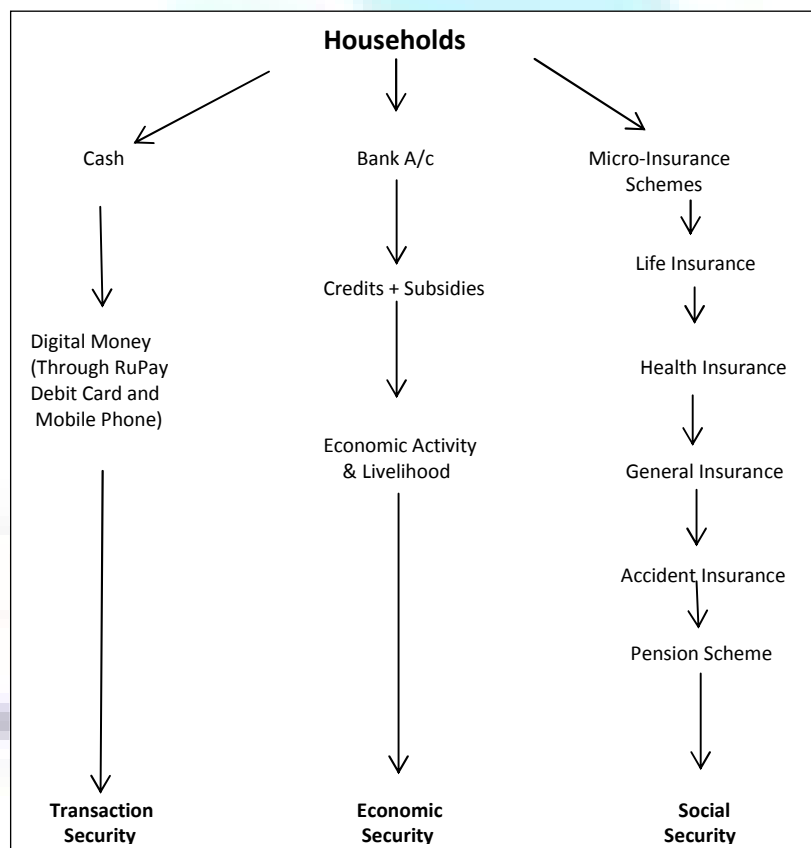 Households
Cash
Bank A/c
Micro-Insurance
Schemes
Life Insurance
Credits + Subsidies
Digital Money
(Through RuPay
Debit Card and
Mobile Phone)
Health Insurance
Economic Activity
& Livelihood
General Insurance
Accident Insurance
Pension Scheme
Transaction
Security
Economic
Security
Social
Security